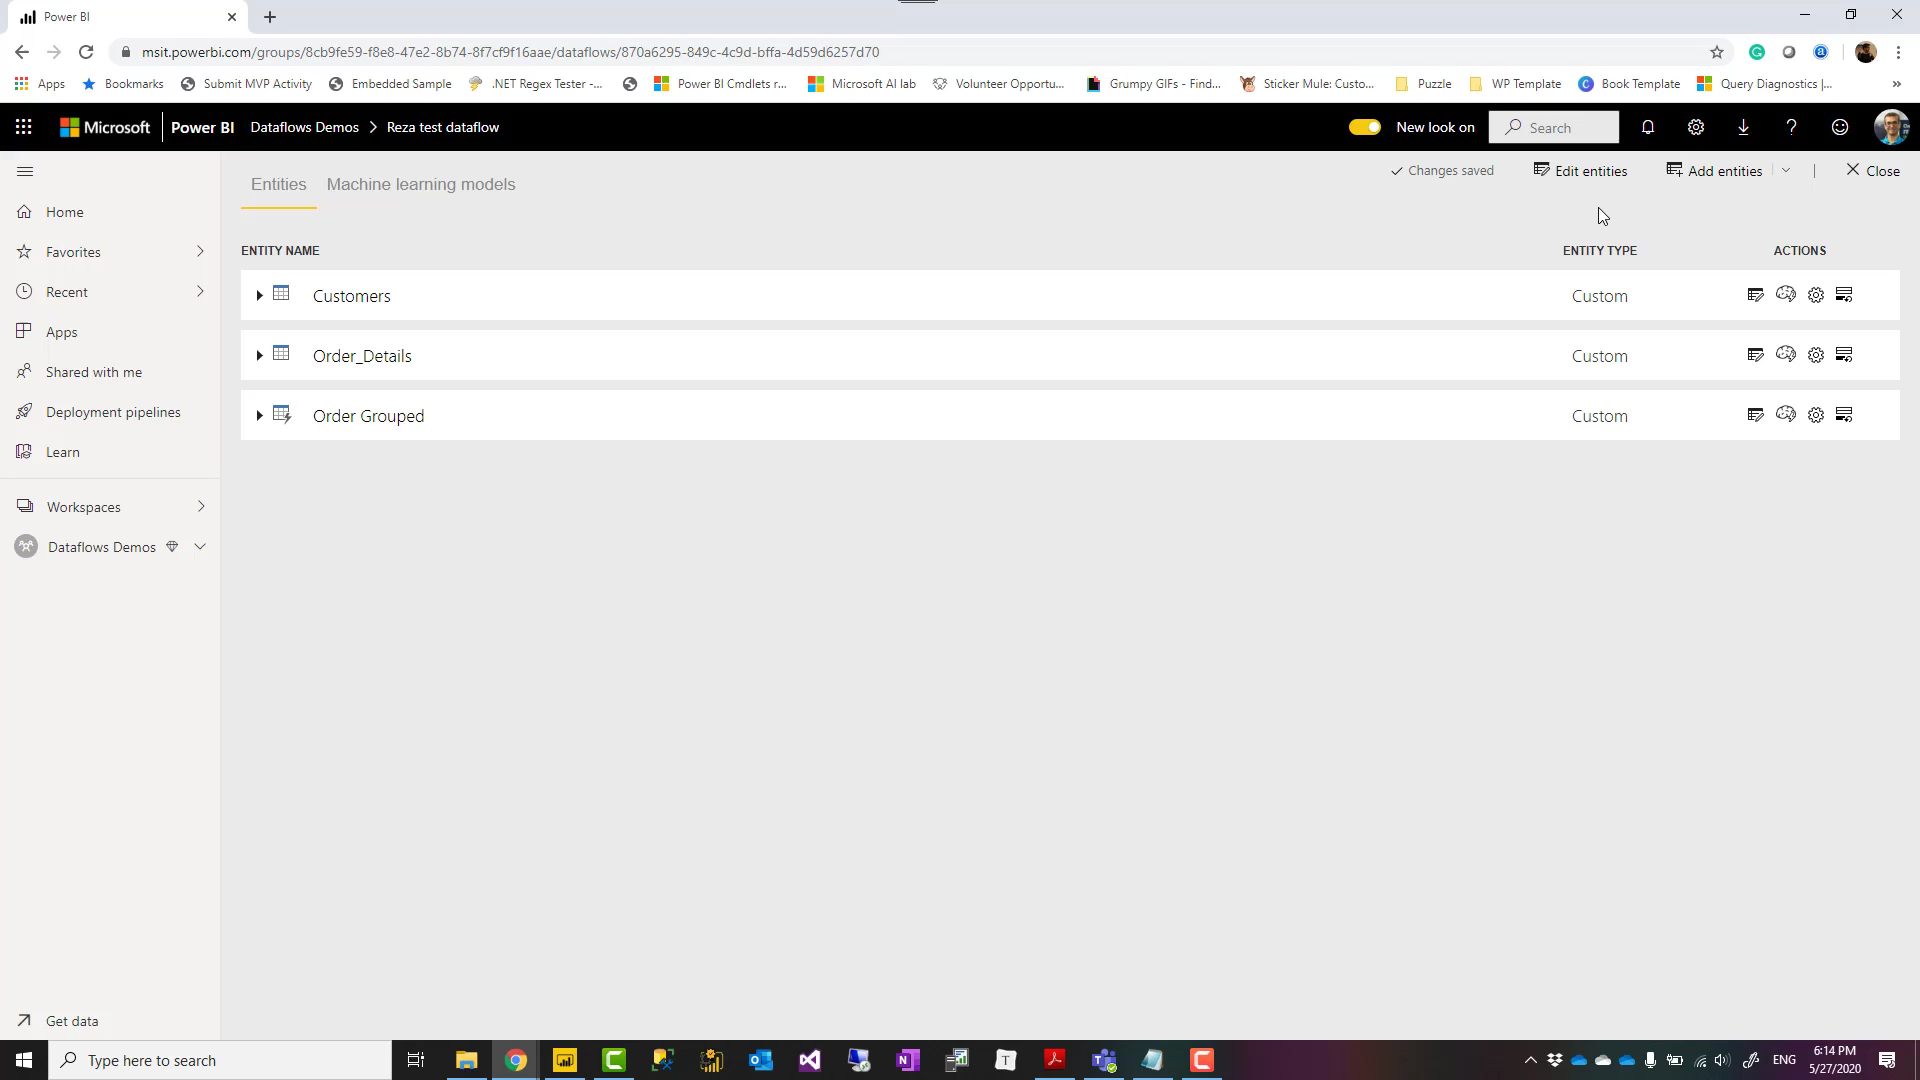 Power BI
msit.powerbi.com/groups/8cb9fe59-f8e8-47e2-8b74-8f7cf9f16aae/dataflows/870a6295-849c-4c9d-bffa-4d59d6257d70
Apps Bookmarks Submit MVP Activity Embedded Sample .NET Regex Tester -... Power BI Cmdlets r... Microsoft AI lab Volunteer Opportu... Grumpy GIFs - Find... Sticker Mule: Custo... Puzzle WP Template Book Template Query Diagnostics |... »
Microsoft Power BI Dataflows Demos > Reza test dataflow New look on Search
Changes saved Edit entities Add entities | Close
Entities Machine learning models
Home
Favorites
Recent
Apps
Shared with me
Deployment pipelines
Learn
Workspaces
Dataflows Demos
Get data
ENTITY NAME ENTITY TYPE ACTIONS
Customers Custom
Order_Details Custom
Order Grouped Custom
Type here to search
ENG
6:14 PM
5/27/2020